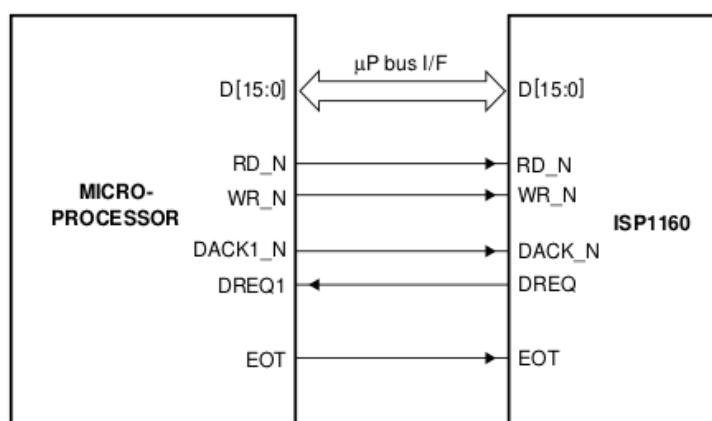 μP bus I/F
D[15:0]
D[15:0]
RD_N
RD_N
MICRO-
PROCESSOR
WR_N
WR_N
ISP1160
DACK1_N
DACK_N
DREQ1
DREQ
EOT
EOT